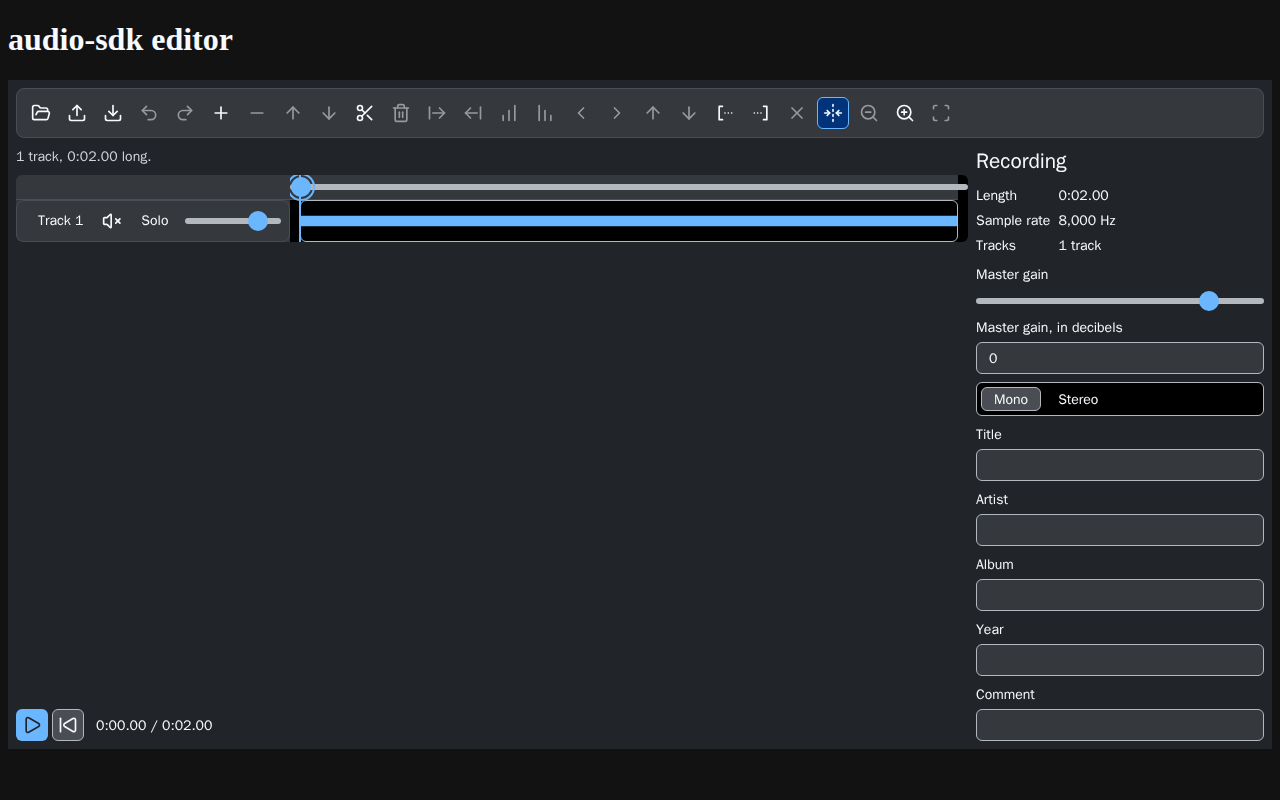 audio-sdk editor
1 track, 0:02.00 long.
Track 1 Solo
0:00.00 / 0:02.00
Recording
Length 0:02.00
Sample rate 8,000 Hz
Tracks 1 track
Master gain
Master gain, in decibels
0
Mono Stereo
Title
Artist
Album
Year
Comment